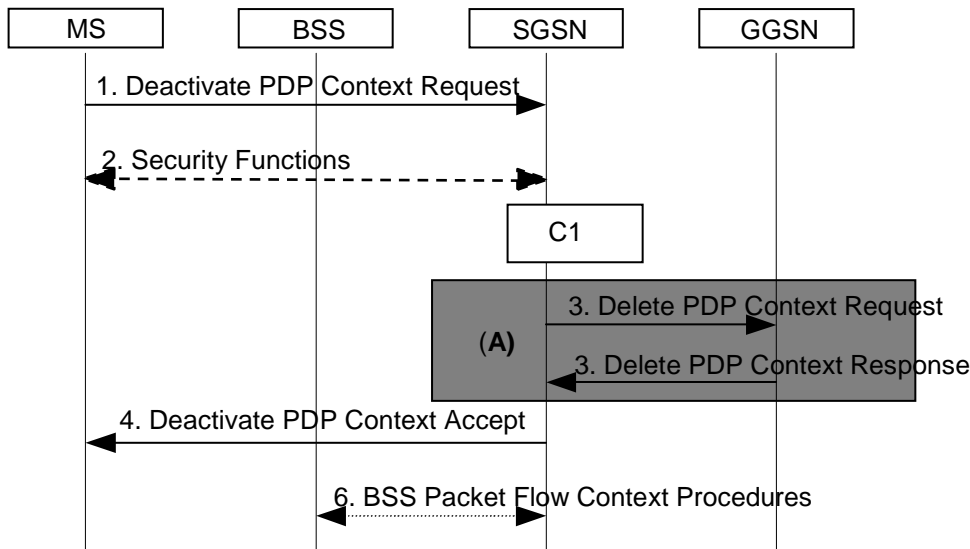 MS
BSS
SGSN
GGSN
1. Deactivate PDP Context Request
2. Security Functions
C1
3. Delete PDP Context Request
(A)
3. Delete PDP Context Response
4. Deactivate PDP Context Accept
6. BSS Packet Flow Context Procedures